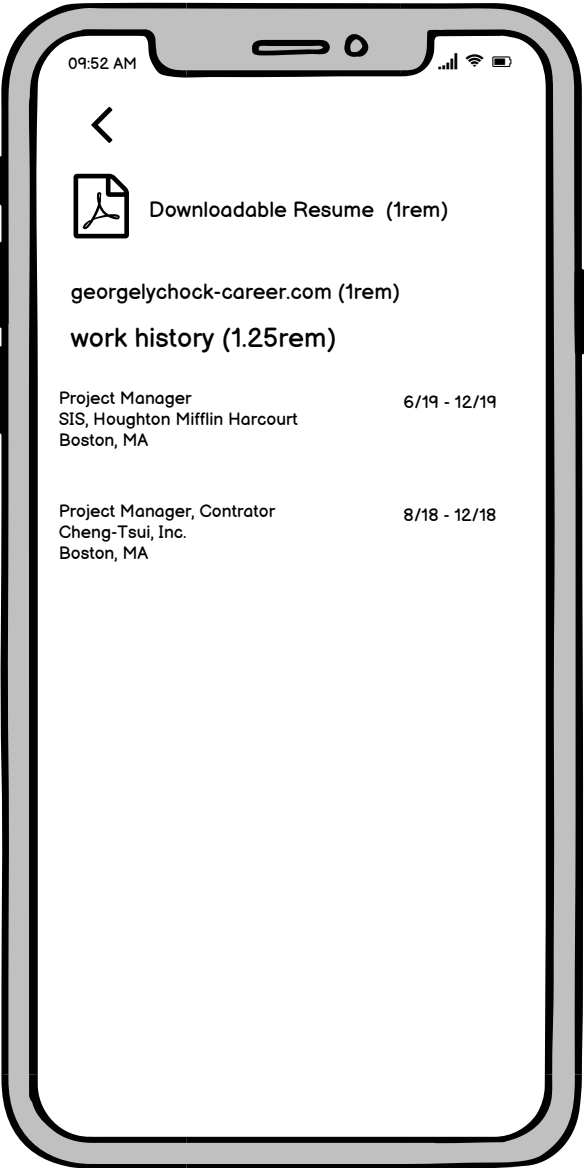 09:52 AM
Downloadable Resume (1rem)
georgelychock-career.com (1rem)
work history (1.25rem)
Project Manager
6/19 - 12/19
SIS, Houghton Mifflin Harcourt
Boston, MA
Project Manager, Contrator
8/18 - 12/18
Cheng-Tsui, Inc.
Boston, MA